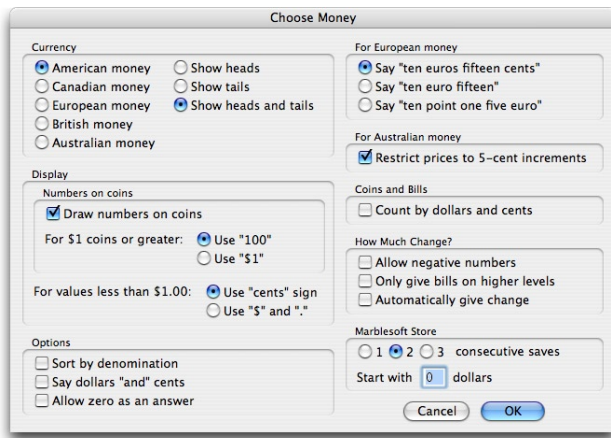 Choose Money
Currency
American money
Show heads
Canadian money
Show tails
European money
Show heads and tails
British money
Australian money
Display
Numbers on coins
Draw numbers on coins
For $1 coins or greater:
Use "100"
Use "$1"
For values less than $1.00:
Use "cents" sign
Use "$" and "."
Options
Sort by denomination
Say dollars "and" cents
Allow zero as an answer
For European money
Say "ten euros fifteen cents"
Say "ten euro fifteen"
Say "ten point one five euro"
For Australian money
Restrict prices to 5-cent increments
Coins and Bills
Count by dollars and cents
How Much Change?
Allow negative numbers
Only give bills on higher levels
Automatically give change
Marblesoft Store
1 2 3 consecutive saves
Start with 0 dollars
Cancel
OK